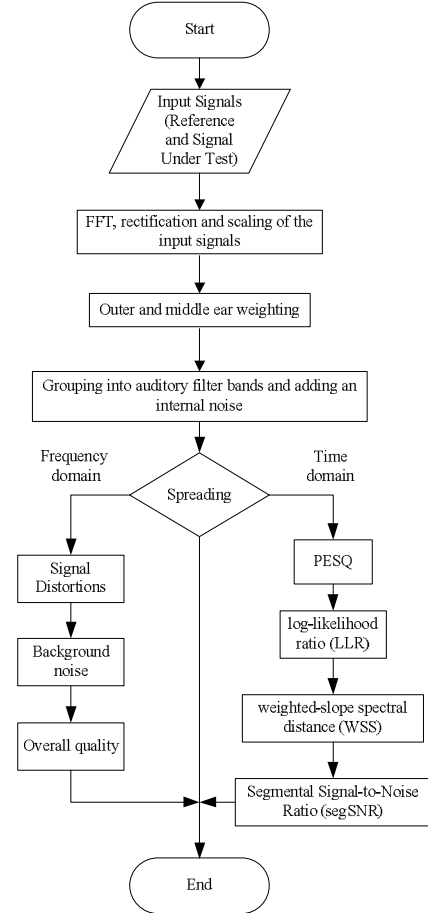 Start
Input Signals
(Reference
and Signal
Under Test)
FFT, rectification and scaling of the
input signals
Outer and middle ear weighting
Grouping into auditory filter bands and adding an
internal noise
Frequency
domain
Spreading
Time
domain
Signal
Distortions
Background
noise
Overall quality
PESQ
log-likelihood
ratio (LLR)
weighted-slope spectral
distance (WSS)
Segmental Signal-to-Noise
Ratio (segSNR)
End